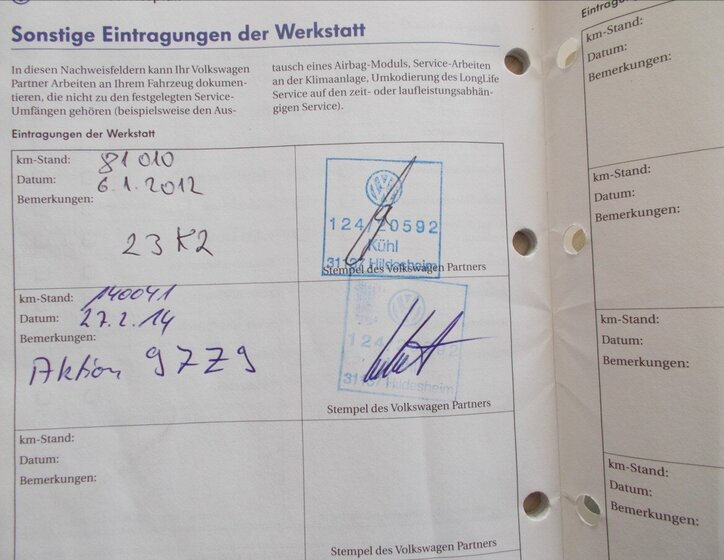 Sonstige Eintragungen der Werkstatt
In diesen Nachweisfeldern kann Ihr Volkswagen
Partner Arbeiten an Ihrem Fahrzeug dokumen-
tieren, die nicht zu den festgelegten Service-
Umfängen gehören (beispielsweise den Aus-
tausch eines Airbag-Moduls, Service-Arbeiten
an der Klimaanlage, Umkodierung des LongLife
Service auf den zeit- oder laufleistungsabhän-
gigen Service).
Eintragungen der Werkstatt
km-Stand: 81010
Datum: 6.1.2012
Bemerkungen:
23K2
124/20592
Kühl
Hildesheim
Stempel des Volkswagen Partners
km-Stand: 140041
Datum: 27.2.14
Bemerkungen:
Aktion 97Z9
Hildesheim
Stempel des Volkswagen Partners
km-Stand:
Datum:
Bemerkungen:
Stempel des Volkswagen Partners
km-Stand:
Datum:
Bemerkungen:
km-Stand:
Datum:
Bemerkungen:
km-Stand:
Datum:
Bemerkungen:
km-Stand:
Datum:
Bemerkungen: